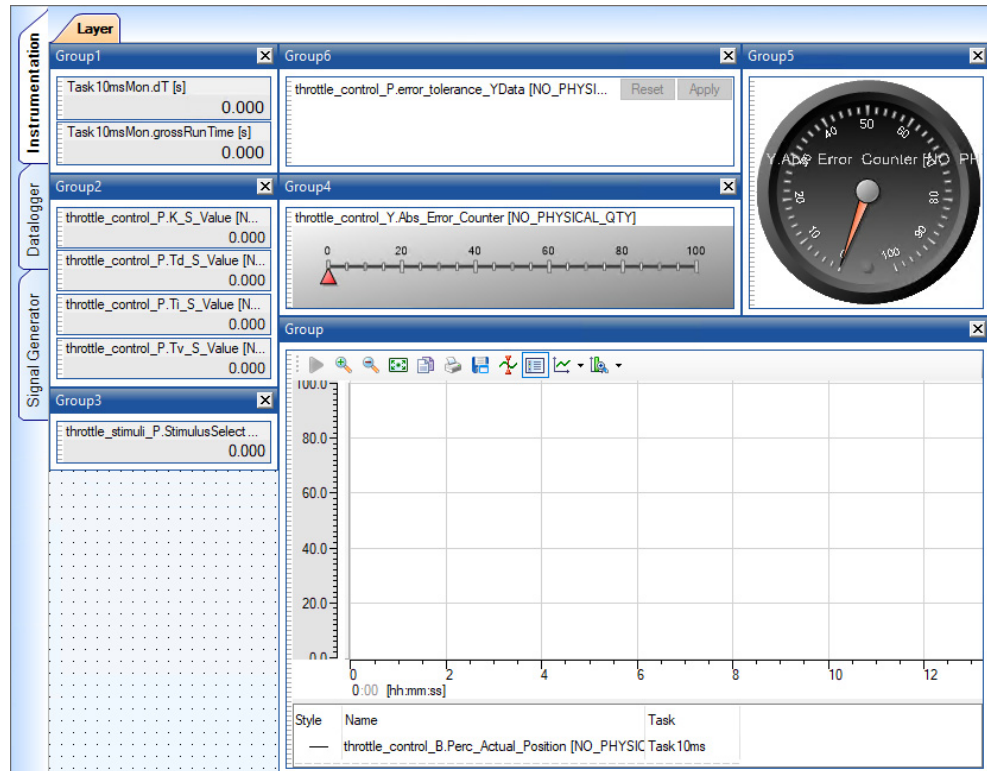 Layer
Instrumentation
Datalogger
Signal Generator
Group1
Task10msMon.dT [s]
0.000
Task10msMon.grossRunTime [s]
0.000
Group2
throttle_control_P.K_S_Value [N...
0.000
throttle_control_P.Td_S_Value [N...
0.000
throttle_control_P.Ti_S_Value [N...
0.000
throttle_control_P.Tv_S_Value [N...
0.000
Group3
throttle_stimuli_P.StimulusSelect...
0.000
Group6
throttle_control_P.error_tolerance_YData [NO_PHYSI... Reset Apply
Group4
throttle_control_Y.Abs_Error_Counter [NO_PHYSICAL_QTY]
0 20 40 60 80 100
Group5
0 10 20 40 50 60 80 90 100
Y.Abs Error Counter [NO PH
Group
100.0
80.0
60.0
40.0
20.0
0.0
0 2 4 6 8 10 12
0:00 [hh:mm:ss]
Style Name Task
throttle_control_B.Perc_Actual_Position [NO_PHYSIC Task10ms